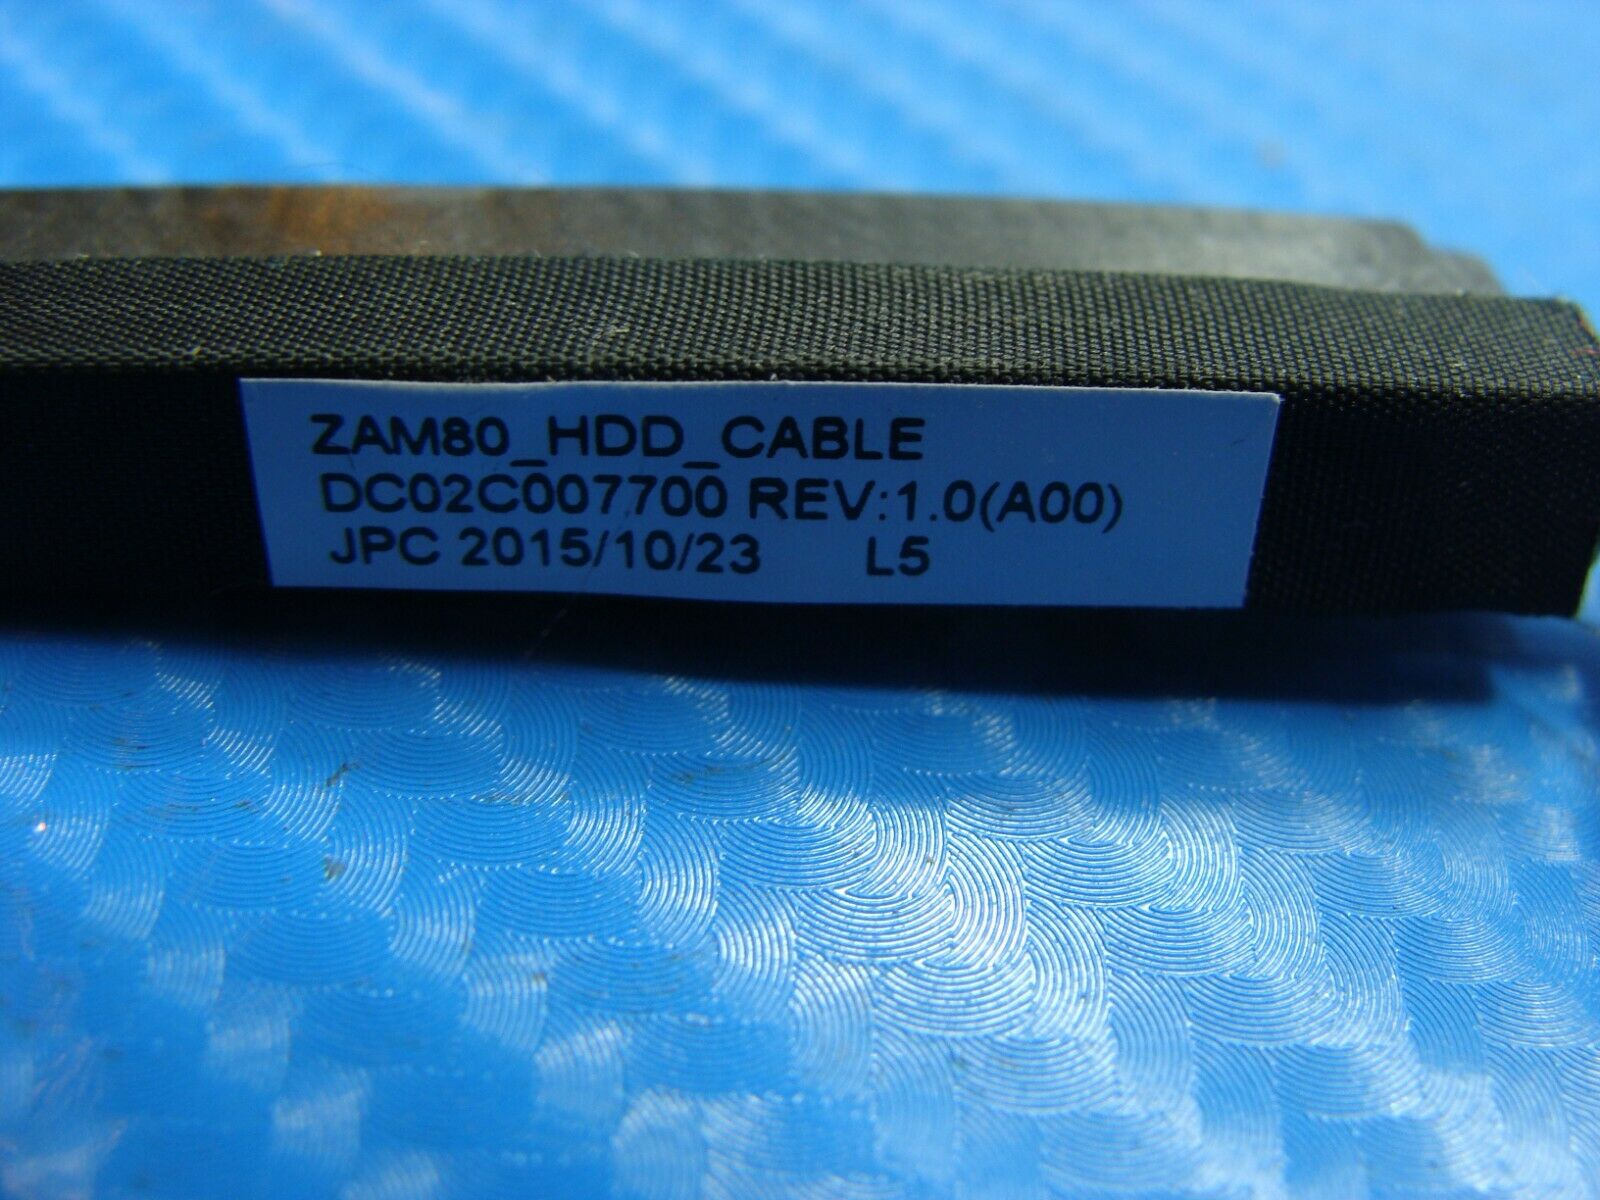 ZAM80_HDD_CABLE
DC02C007700 REV:1.0(A00)
JPC 2015/10/23 L5